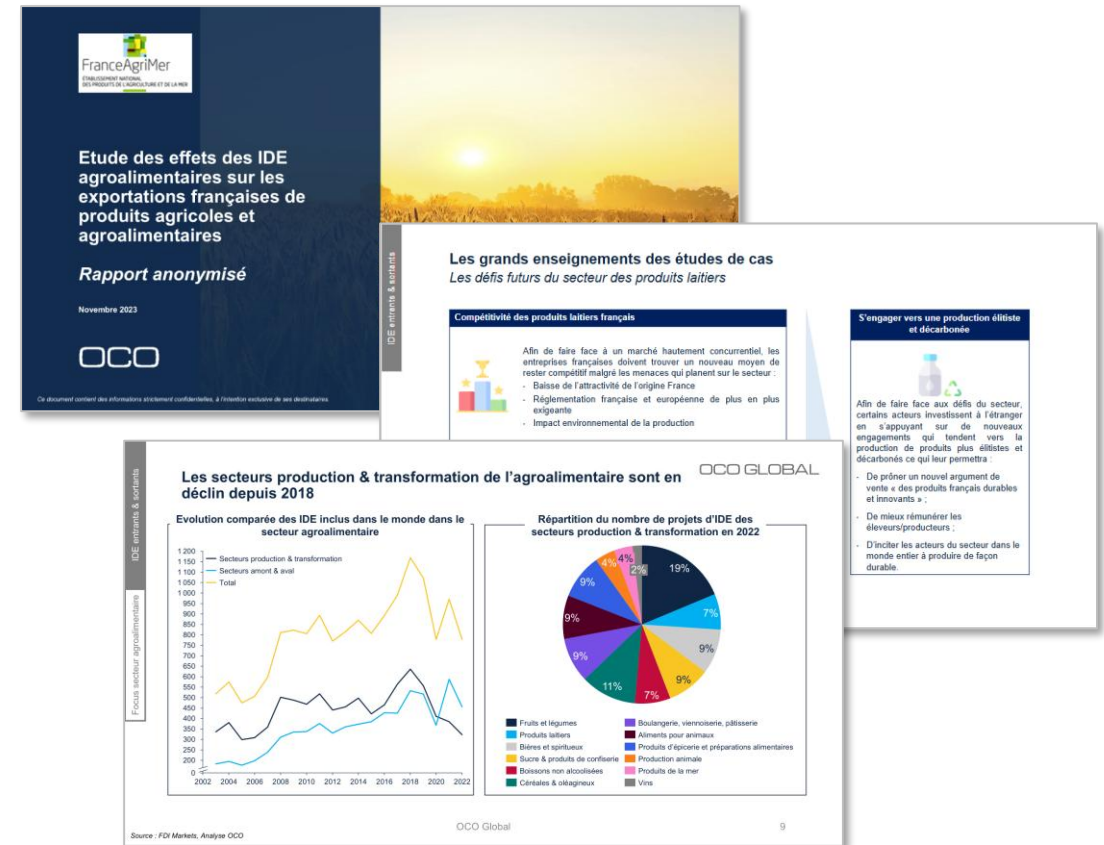 FranceAgriMer
ÉTABLISSEMENT NATIONAL
DES PRODUITS DE L'AGRICULTURE ET DE LA MER
Etude des effets des IDE
agroalimentaires sur les
exportations françaises de
produits agricoles et
agroalimentaires
Rapport anonymisé
Novembre 2023
OCO
Ce document contient des informations strictement confidentielles, à l'intention exclusive de ses destinataires.
IDE entrants & sortants
Les grands enseignements des études de cas
Les défis futurs du secteur des produits laitiers
Compétitivité des produits laitiers français
Afin de faire face à un marché hautement concurrentiel, les
entreprises françaises doivent trouver un nouveau moyen de
rester compétitif malgré les menaces qui planent sur le secteur :
- Baisse de l'attractivité de l'origine France
- Réglementation française et européenne de plus en plus
exigeante
- Impact environnemental de la production
S'engager vers une production élitiste
et décarbonée
Afin de faire face aux défis du secteur,
certains acteurs investissent à l'étranger
en s'appuyant sur de nouveaux
engagements qui tendent vers la
production de produits plus élitistes et
décarbonés ce qui leur permettra :
- De prôner un nouvel argument de
vente « des produits français durables
et innovants » ;
- De mieux rémunérer les
éleveurs/producteurs ;
- D'inciter les acteurs du secteur dans le
monde entier à produire de façon
durable.
IDE entrants & sortants
Focus secteur agroalimentaire
Les secteurs production & transformation de l'agroalimentaire sont en
déclin depuis 2018
OCO GLOBAL
Evolution comparée des IDE inclus dans le monde dans le
secteur agroalimentaire
1 200
1 150
1 100
1 050
1 000
950
900
850
800
750
700
650
600
550
500
450
400
350
300
250
200
0
Secteurs production & transformation
Secteurs amont & aval
Total
2002 2004 2006 2008 2010 2012 2014 2016 2018 2020 2022
Répartition du nombre de projets d'IDE des
secteurs production & transformation en 2022
19%
7%
9%
9%
7%
11%
9%
9%
9%
4%
4%
2%
Fruits et légumes
Produits laitiers
Bières et spiritueux
Sucre & produits de confiserie
Boissons non alcoolisées
Céréales & oléagineux
Boulangerie, viennoiserie, pâtisserie
Aliments pour animaux
Produits d'épicerie et préparations alimentaires
Production animale
Produits de la mer
Vins
Source : FDI Markets, Analyse OCO
OCO Global
9